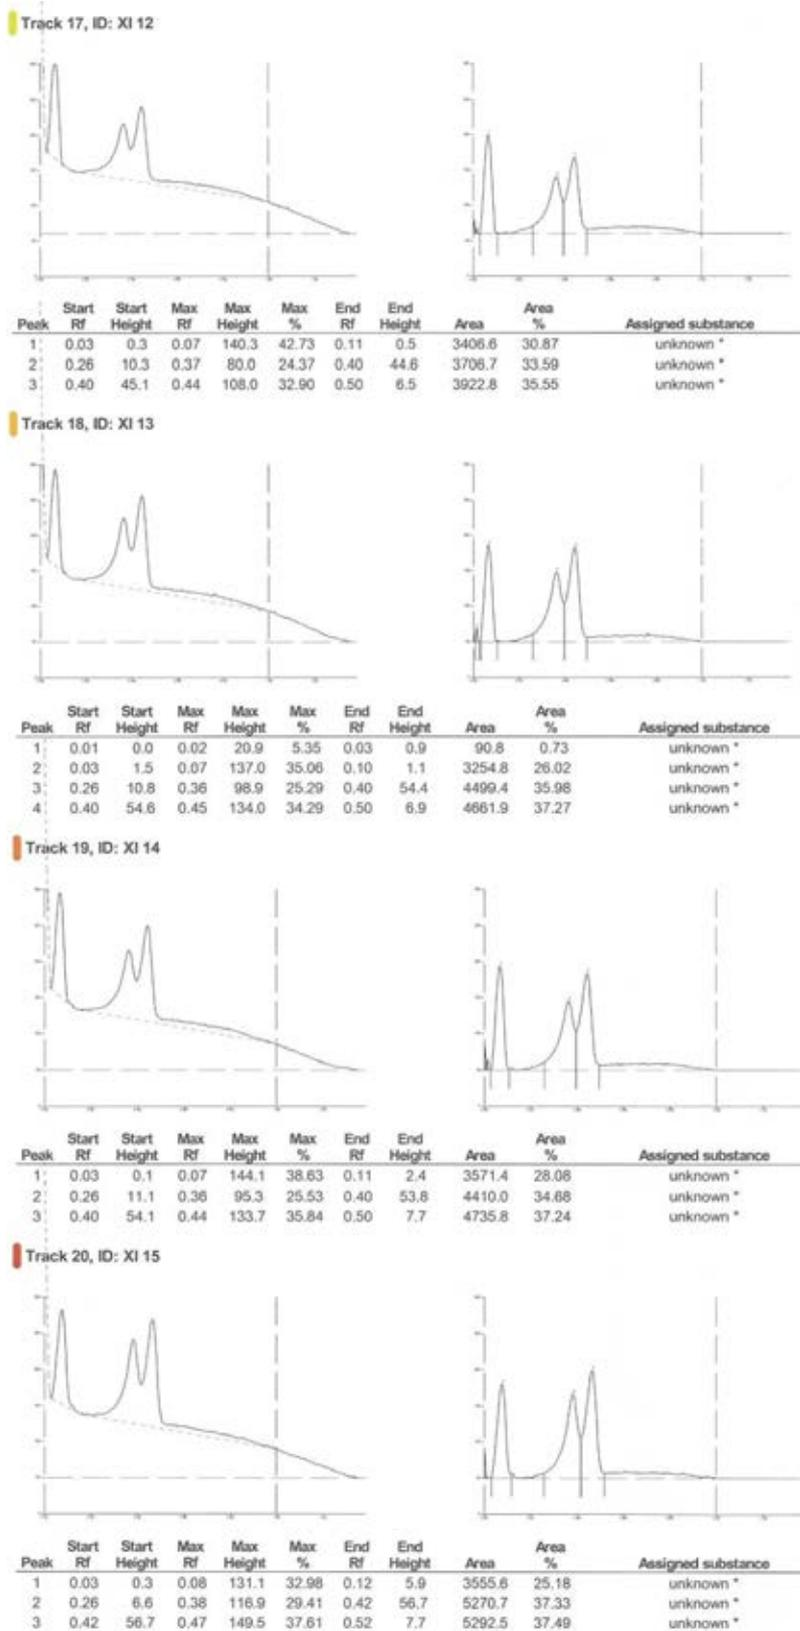 Track 17, ID: XI 12
Start Start Max Max Max End End Area
Peak Rf Height Rf Height % Rf Height Area % Assigned substance
1 0.03 0.3 0.07 140.3 42.73 0.11 0.5 3406.6 30.87 unknown *
2 0.26 10.3 0.37 80.0 24.37 0.40 44.6 3706.7 33.59 unknown *
3 0.40 45.1 0.44 108.0 32.90 0.50 6.5 3922.8 35.55 unknown *
Track 18, ID: XI 13
Start Start Max Max Max End End Area
Peak Rf Height Rf Height % Rf Height Area % Assigned substance
1 0.01 0.0 0.02 20.9 5.35 0.03 0.9 90.8 0.73 unknown *
2 0.03 1.5 0.07 137.0 35.06 0.10 1.1 3254.8 26.02 unknown *
3 0.26 10.8 0.36 98.9 25.29 0.40 54.4 4499.4 35.98 unknown *
4 0.40 54.6 0.45 134.0 34.29 0.50 6.9 4661.9 37.27 unknown *
Track 19, ID: XI 14
Start Start Max Max Max End End Area
Peak Rf Height Rf Height % Rf Height Area % Assigned substance
1 0.03 0.1 0.07 144.1 38.63 0.11 2.4 3571.4 28.08 unknown *
2 0.26 11.1 0.36 95.3 25.53 0.40 53.8 4410.0 34.68 unknown *
3 0.40 54.1 0.44 133.7 35.84 0.50 7.7 4735.8 37.24 unknown *
Track 20, ID: XI 15
Start Start Max Max Max End End Area
Peak Rf Height Rf Height % Rf Height Area % Assigned substance
1 0.03 0.3 0.08 131.1 32.98 0.12 5.9 3555.6 25.18 unknown *
2 0.26 6.6 0.38 116.9 29.41 0.42 56.7 5270.7 37.33 unknown *
3 0.42 56.7 0.47 149.5 37.61 0.52 7.7 5292.5 37.49 unknown *